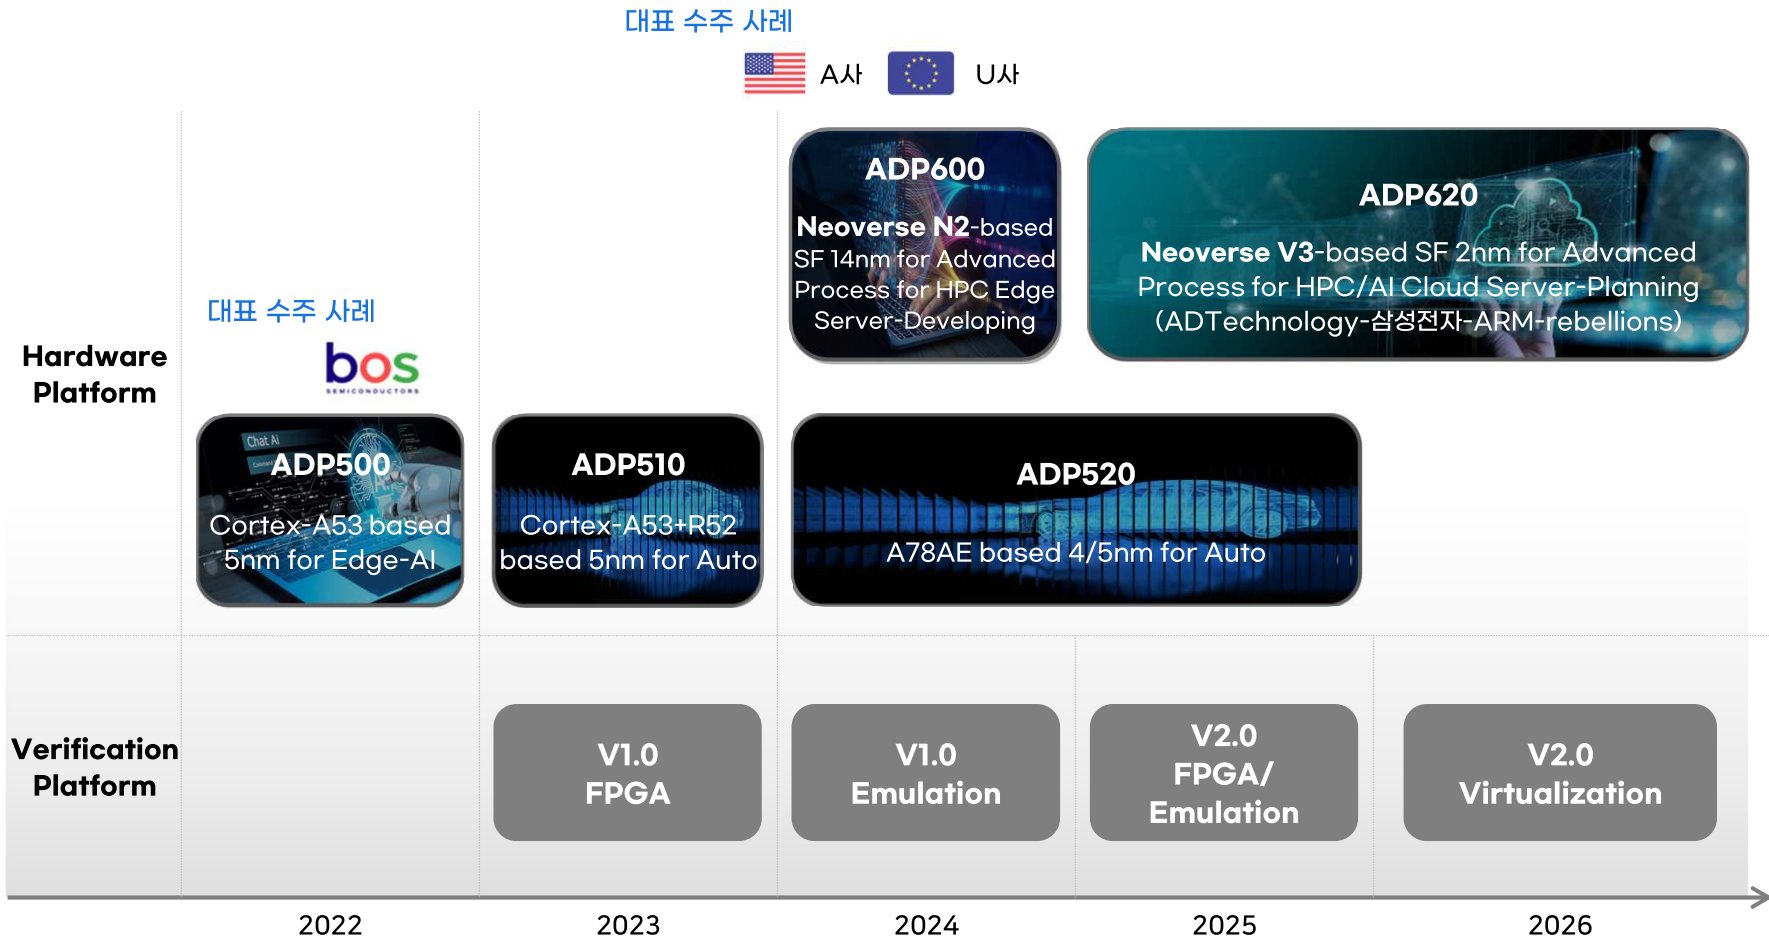 대표 수주 사례
A사 U사
ADP600
Neoverse N2-based
SF 14nm for Advanced
Process for HPC Edge
Server-Developing
ADP620
Neoverse V3-based SF 2nm for Advanced
Process for HPC/AI Cloud Server-Planning
(ADTechnology-삼성전자-ARM-rebellions)
대표 수주 사례
bos
SEMICONDUCTORS
Hardware
Platform
Chat Ai
ADP500
Cortex-A53 based
5nm for Edge-AI
ADP510
Cortex-A53+R52
based 5nm for Auto
ADP520
A78AE based 4/5nm for Auto
Verification
Platform
V1.0
FPGA
V1.0
Emulation
V2.0
FPGA/
Emulation
V2.0
Virtualization
2022 2023 2024 2025 2026